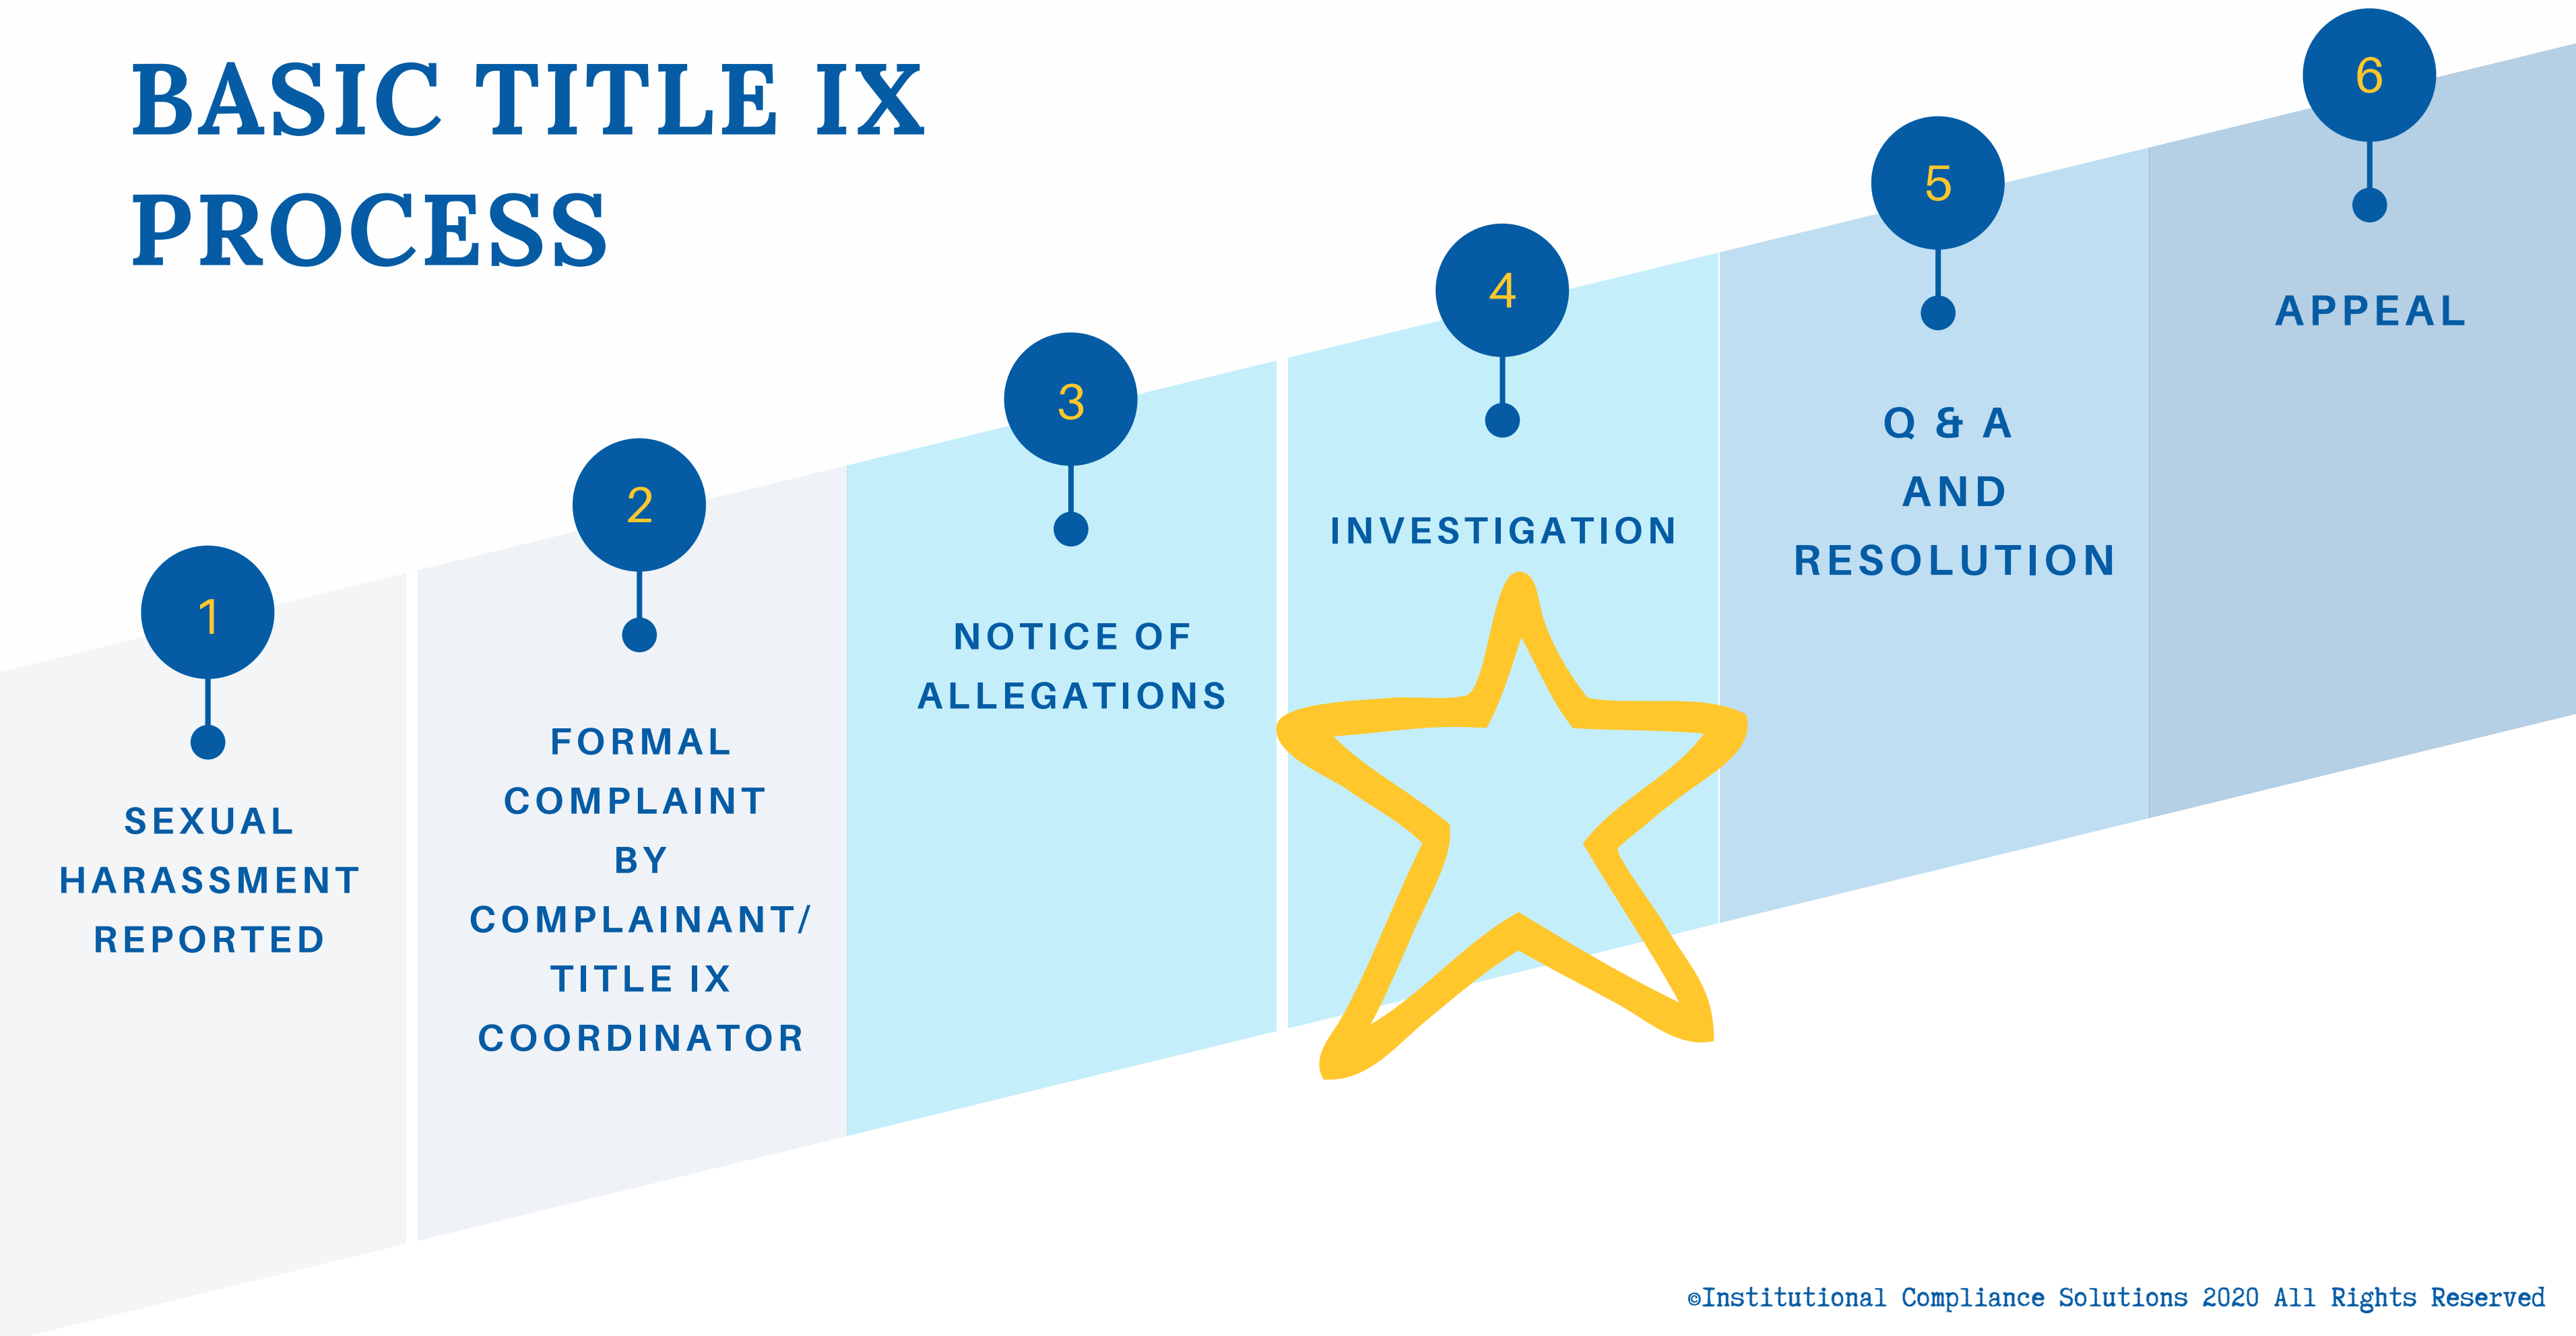 BASIC TITLE IX
PROCESS
1
SEXUAL
HARASSMENT
REPORTED
2
FORMAL
COMPLAINT
BY
COMPLAINANT/
TITLE IX
COORDINATOR
3
NOTICE OF
ALLEGATIONS
4
INVESTIGATION
5
Q & A
AND
RESOLUTION
6
APPEAL
©Institutional Compliance Solutions 2020 All Rights Reserved